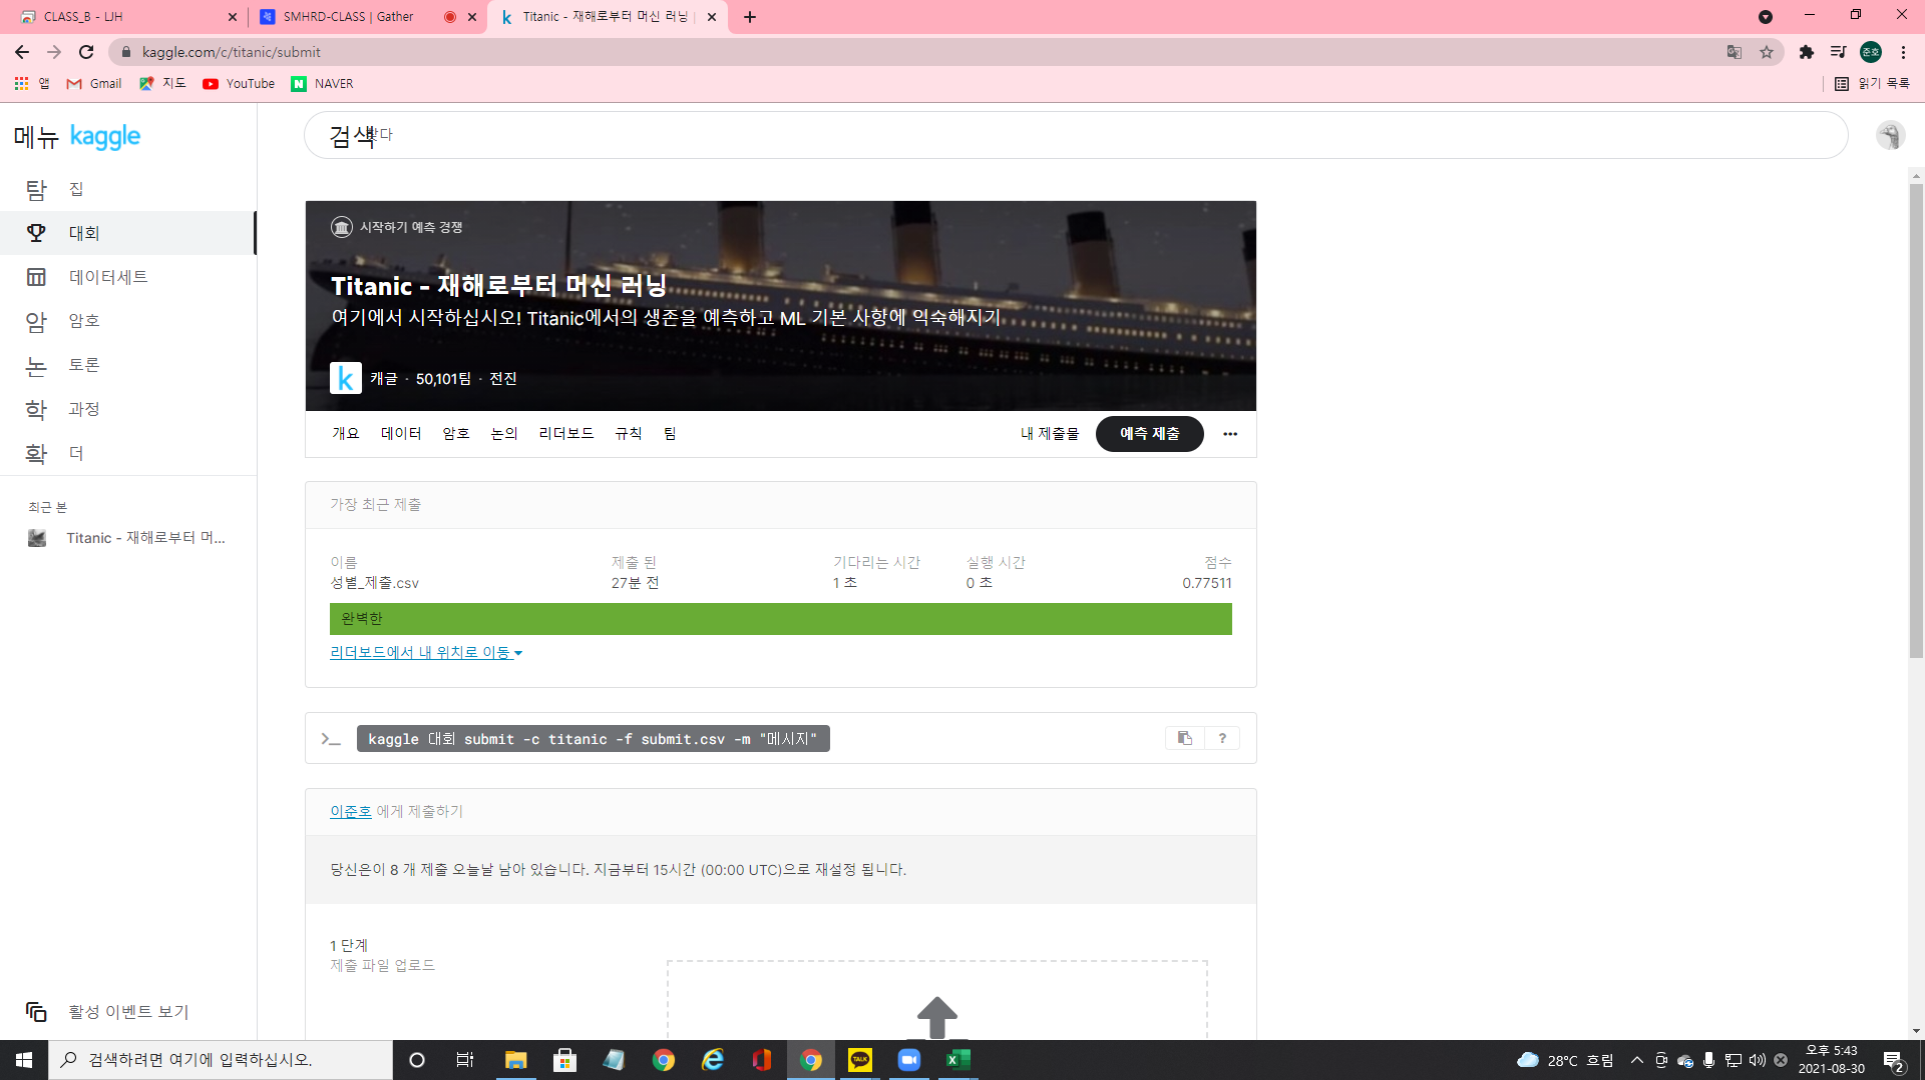 CLASS_B - LJH
SMHRD-CLASS | Gather
Titanic - 재해로부터 머신 러닝 |
kaggle.com/c/titanic/submit
준호
앱
Gmail
지도
YouTube
NAVER
읽기 목록
메뉴 kaggle
검색
탐 집
대회
데이터세트
암 암호
논 토론
학 과정
확 더
최근 본
Titanic - 재해로부터 머...
활성 이벤트 보기
시작하기 예측 경쟁
Titanic - 재해로부터 머신 러닝
여기에서 시작하십시오! Titanic에서의 생존을 예측하고 ML 기본 사항에 익숙해지기
k 캐글 · 50,101팀 · 전진
개요 데이터 암호 논의 리더보드 규칙 팀 내 제출물 예측 제출
가장 최근 제출
이름 제출 된 기다리는 시간 실행 시간 점수
성별_제출.csv 27분 전 1 초 0 초 0.77511
완벽한
리더보드에서 내 위치로 이동
kaggle 대회 submit -c titanic -f submit.csv -m "메시지"
?
이준호 에게 제출하기
당신은이 8 개 제출 오늘날 남아 있습니다. 지금부터 15시간 (00:00 UTC)으로 재설정 됩니다.
1 단계
제출 파일 업로드
검색하려면 여기에 입력하십시오.
TALK
28°C 흐림
오후 5:43
2021-08-30
2